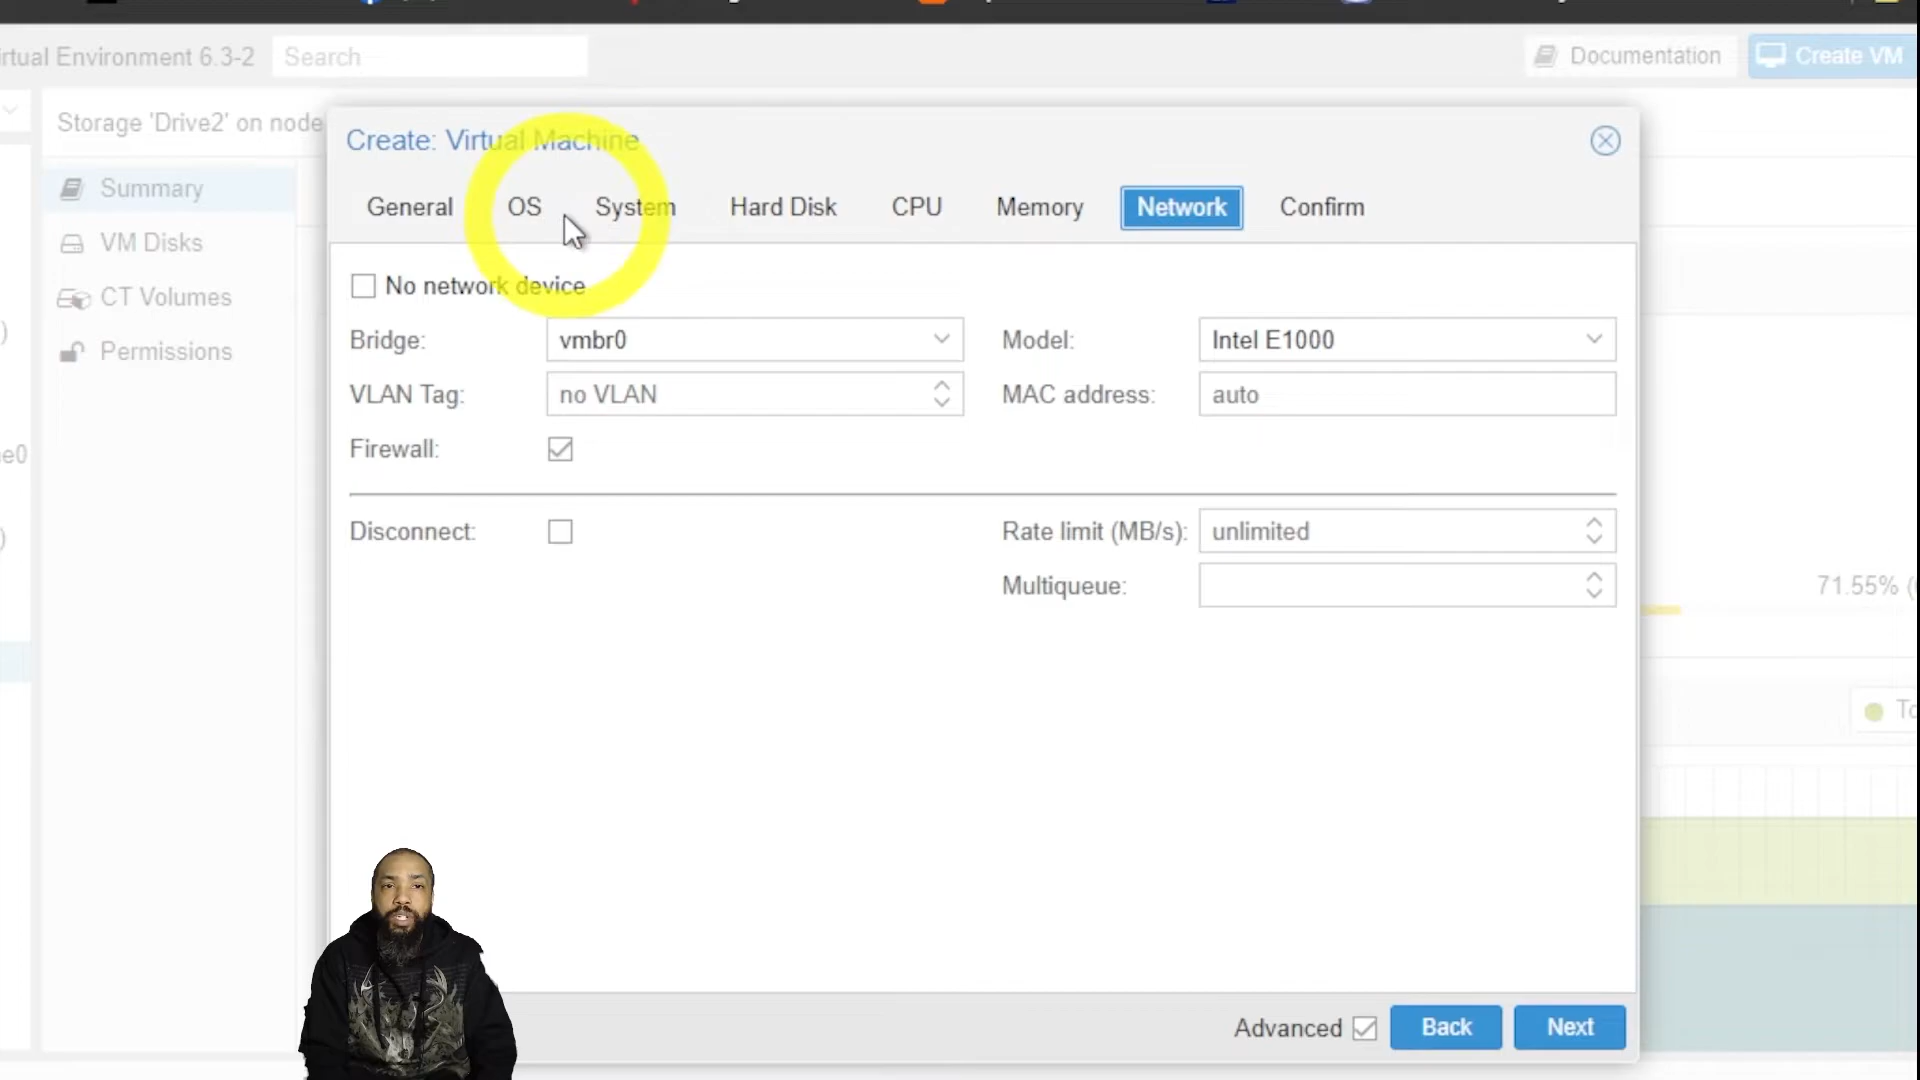 irtual Environment 6.3-2
Search
Documentation
Create VM
Storage 'Drive2' on node
Summary
VM Disks
CT Volumes
Permissions
)
e0
)
Create: Virtual Machine
General OS System Hard Disk CPU Memory Network Confirm
No network device
Bridge: vmbr0 Model: Intel E1000
VLAN Tag: no VLAN MAC address: auto
Firewall:
Disconnect: Rate limit (MB/s): unlimited
Multiqueue:
71.55% (
To
Advanced Back Next